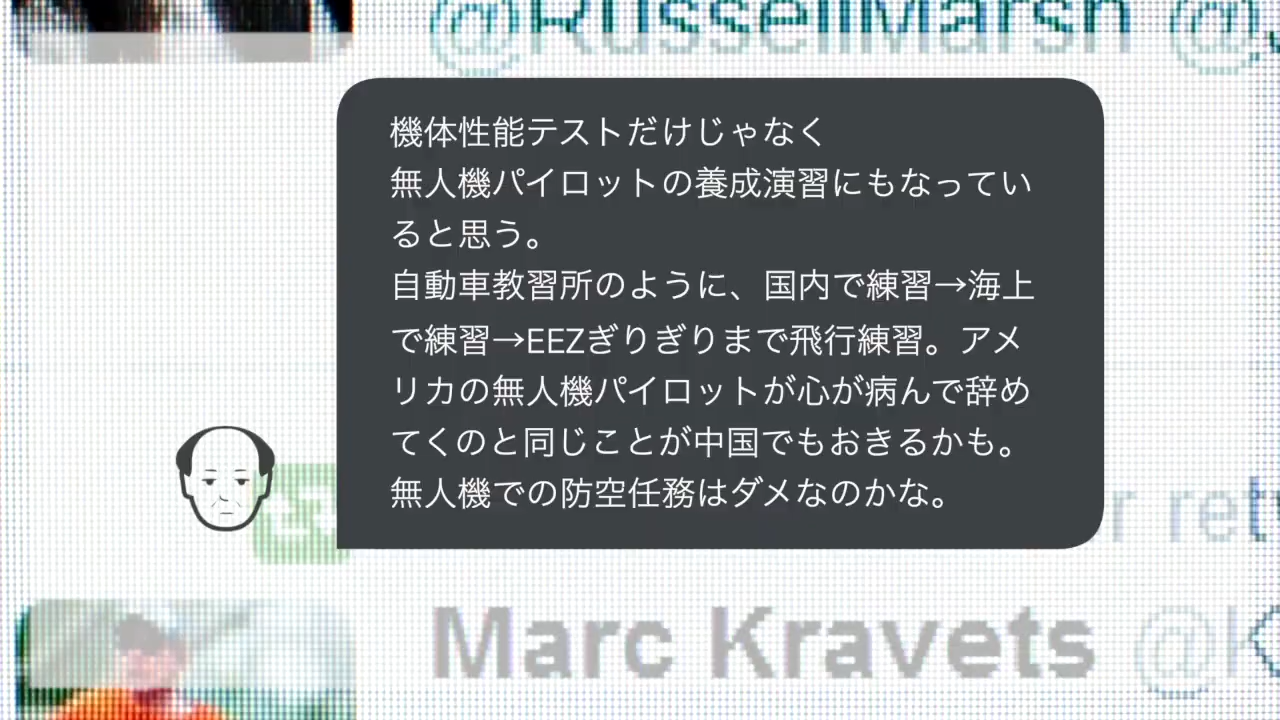 @RussellMarsh @J
機体性能テストだけじゃなく
無人機パイロットの養成演習にもなってい
ると思う。
自動車教習所のように、国内で練習→海上
で練習→EEZぎりぎりまで飛行練習。アメ
リカの無人機パイロットが心が病んで辞め
てくのと同じことが中国でもおきるかも。
無人機での防空任務はダメなのかな。
r ret
Marc Kravets @K